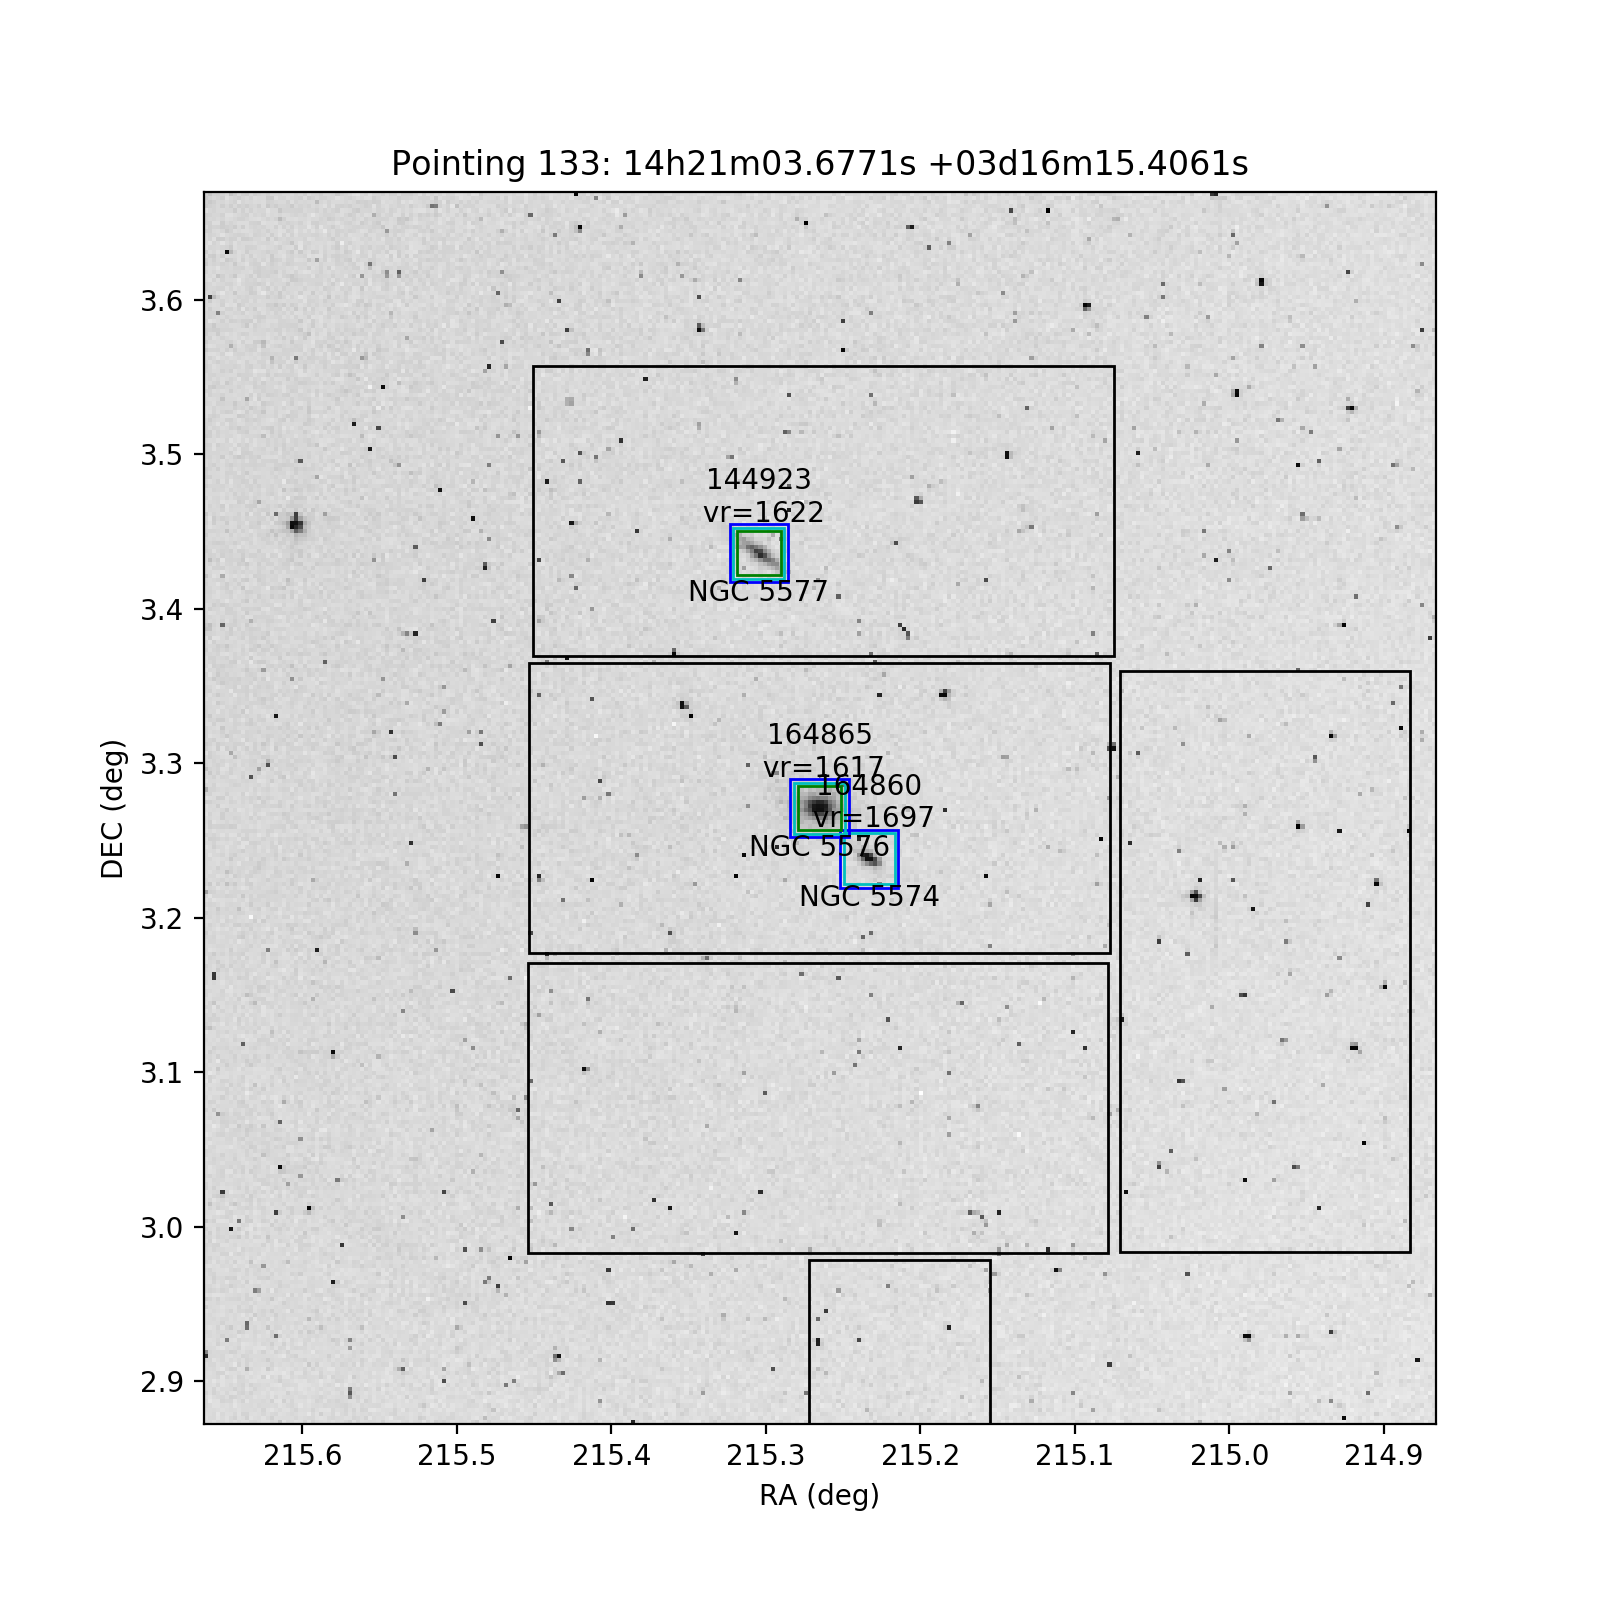 Pointing 133: 14h21m03.6771s +03d16m15.4061s
3.6
3.5
3.4
3.3
3.2
3.1
3.0
2.9
DEC (deg)
144923
vr=1622
NGC 5577
164865
vr=1617
164860
vr=1697
NGC 5576
NGC 5574
215.6 215.5 215.4 215.3 215.2 215.1 215.0 214.9
RA (deg)